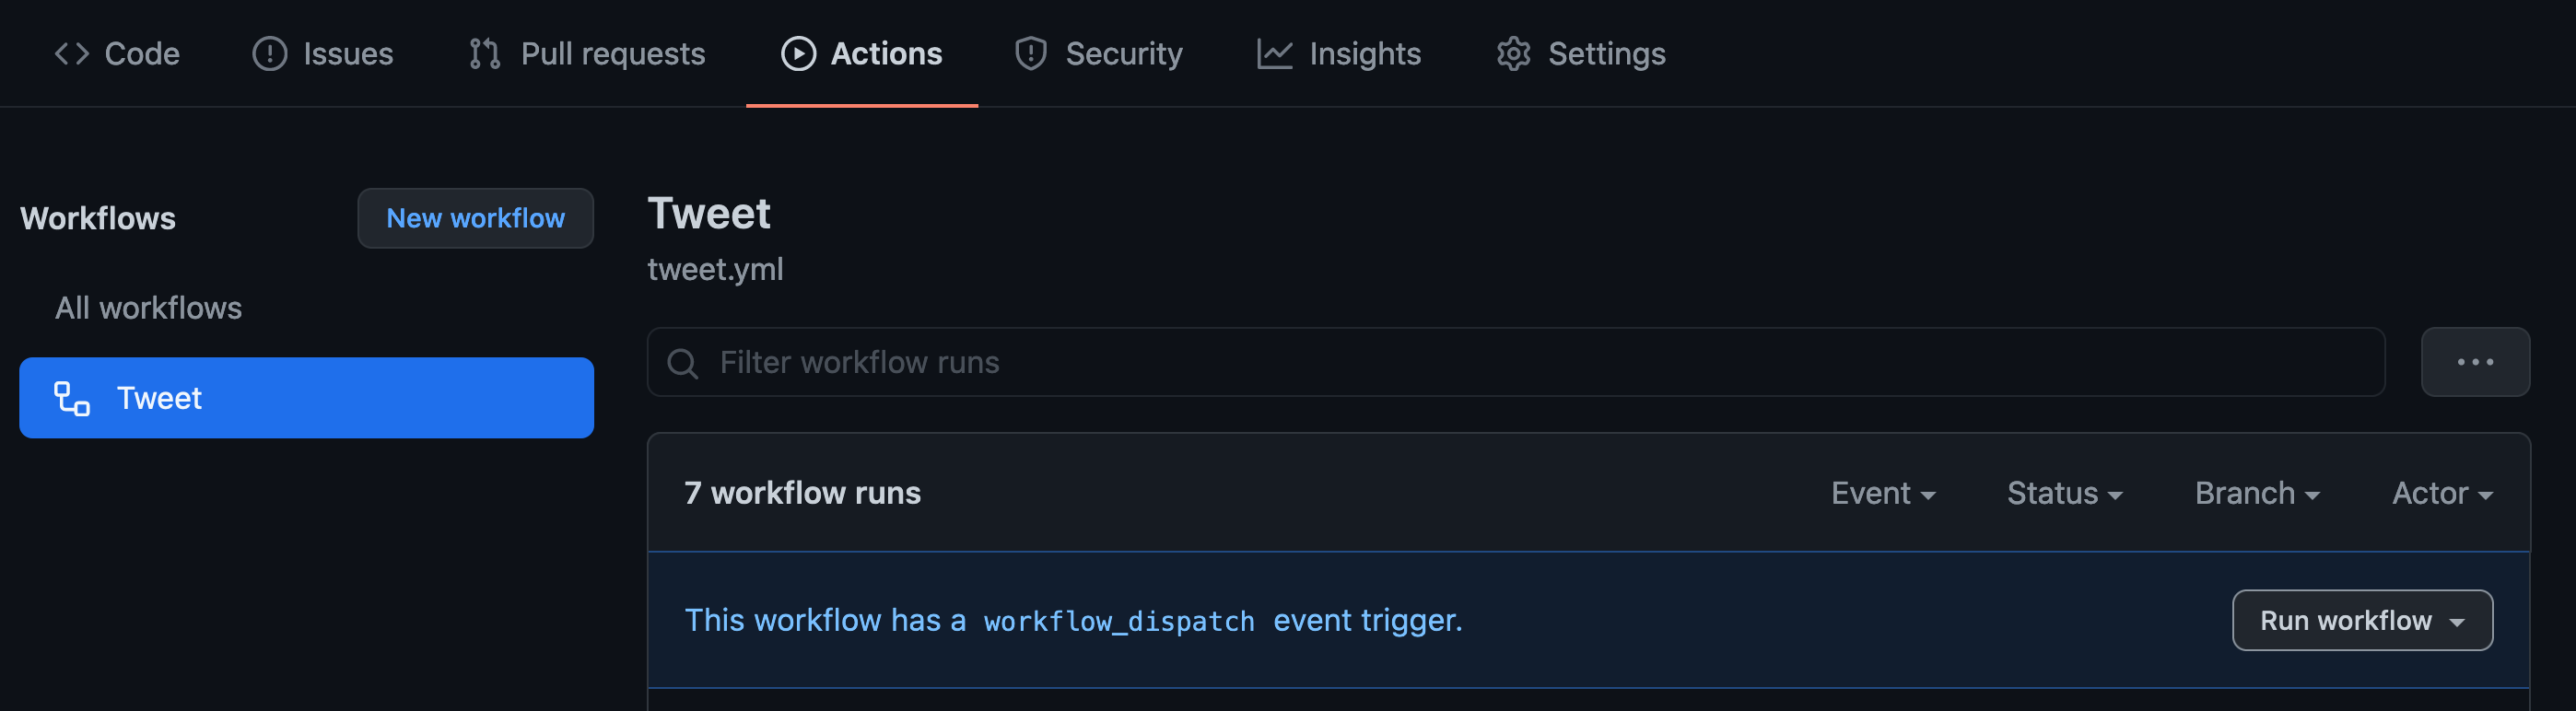 Code Issues Pull requests Actions Security Insights Settings
Workflows
New workflow
All workflows
Tweet
Tweet
tweet.yml
Filter workflow runs
7 workflow runs
Event Status Branch Actor
This workflow has a workflow_dispatch event trigger.
Run workflow